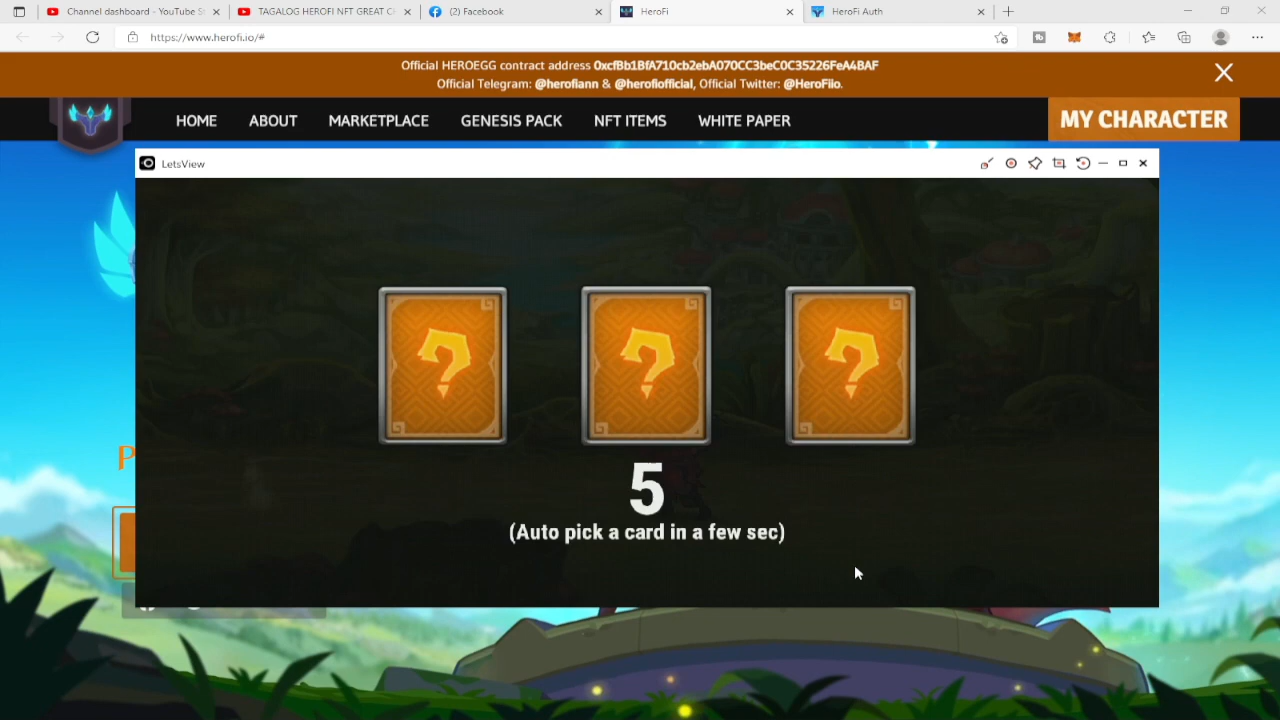 Channel dashboard - YouTube St
TAGALOG HEROFI NFT GREAT C
(2) Facebook
HeroFi
HeroFi Auth
https://www.herofi.io/#
Official HEROEGG contract address 0xcfBb1BfA710cb2ebA070CC3beC0C35226FeA4BAF
Official Telegram: @herofiann & @herofiofficial, Official Twitter: @HeroFiio.
HOME
ABOUT
MARKETPLACE
GENESIS PACK
NFT ITEMS
WHITE PAPER
MY CHARACTER
LetsView
P
5
(Auto pick a card in a few sec)